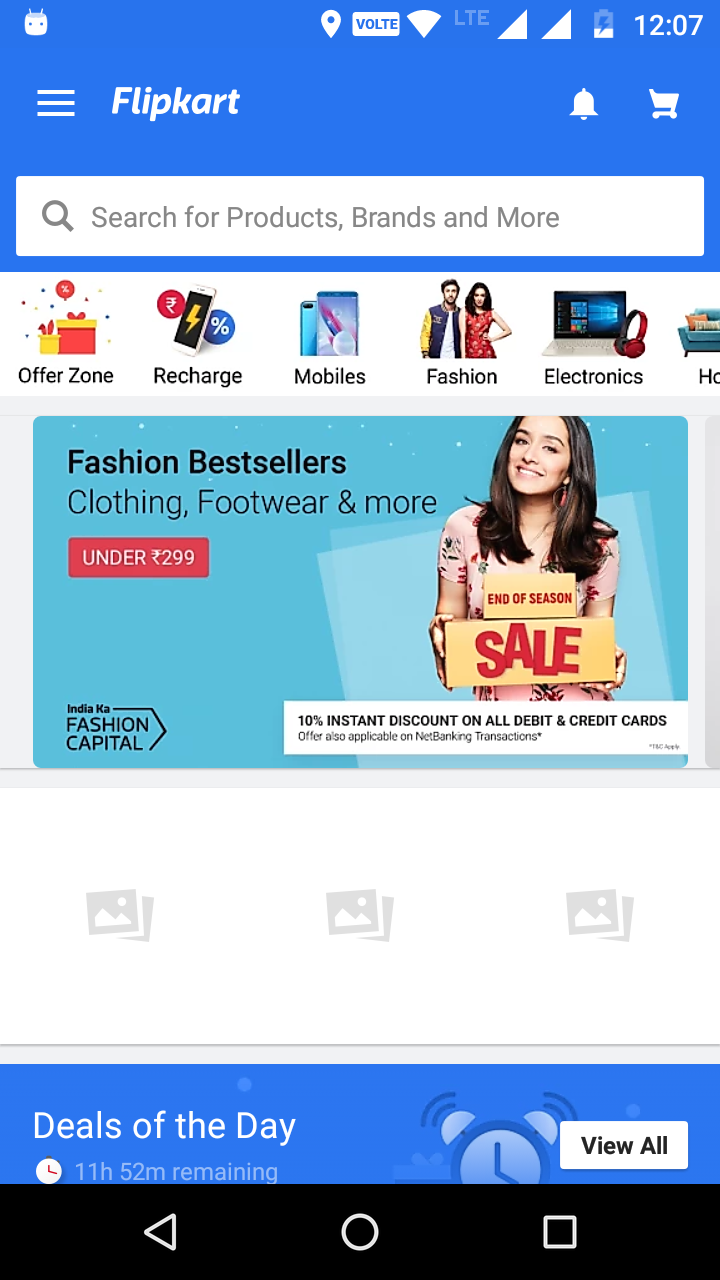 VOLTE LTE 12:07
Flipkart
Search for Products, Brands and More
₹ % %
Offer Zone Recharge Mobiles Fashion Electronics Ho
Fashion Bestsellers
Clothing, Footwear & more
UNDER ₹299
END OF SEASON
SALE
India Ka
FASHION
CAPITAL
10% INSTANT DISCOUNT ON ALL DEBIT & CREDIT CARDS
Offer also applicable on NetBanking Transactions*
*T&C Apply
Deals of the Day
View All
11h 52m remaining